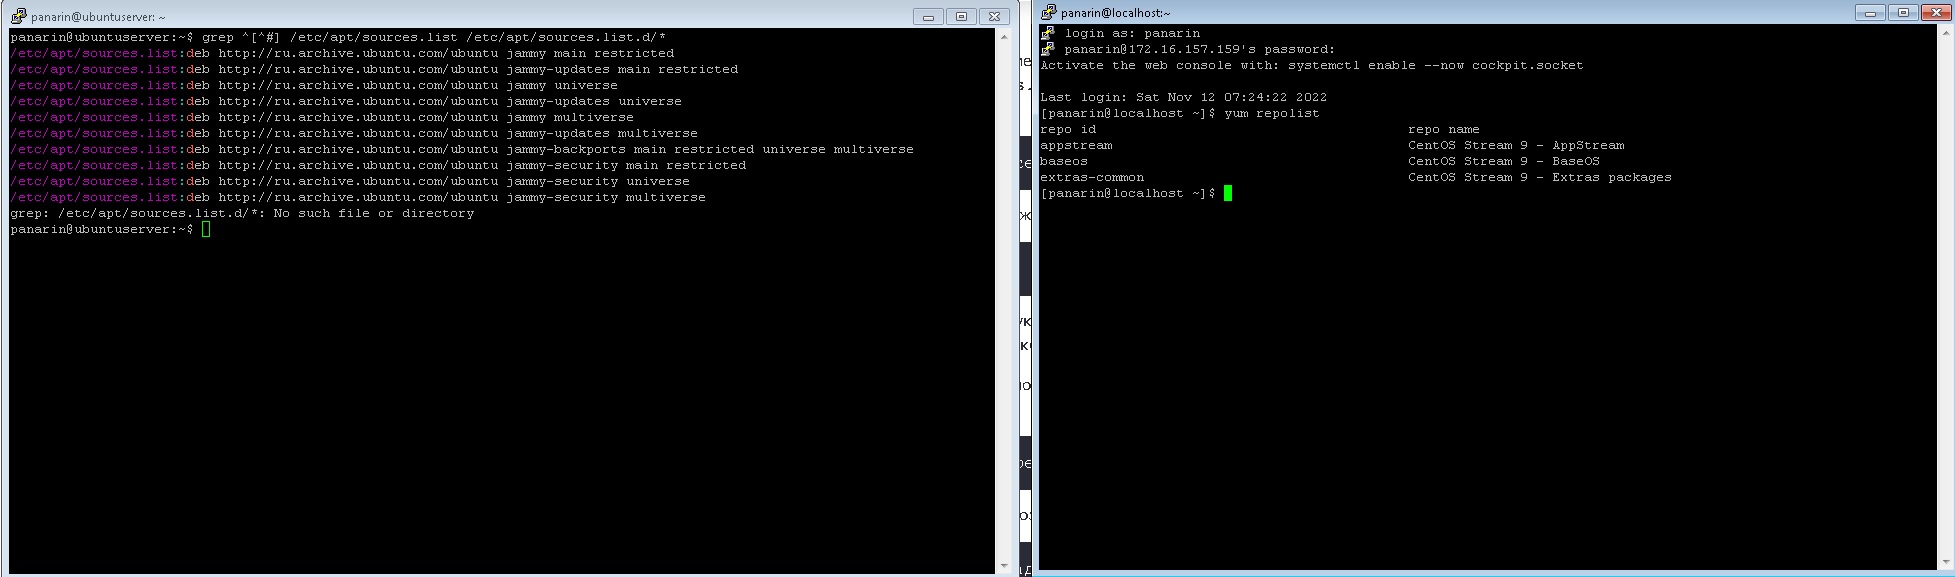 panarin@ubuntuserver: ~
panarin@ubuntuserver:~$ grep ^[^#] /etc/apt/sources.list /etc/apt/sources.list.d/*
/etc/apt/sources.list:deb http://ru.archive.ubuntu.com/ubuntu jammy main restricted
/etc/apt/sources.list:deb http://ru.archive.ubuntu.com/ubuntu jammy-updates main restricted
/etc/apt/sources.list:deb http://ru.archive.ubuntu.com/ubuntu jammy universe
/etc/apt/sources.list:deb http://ru.archive.ubuntu.com/ubuntu jammy-updates universe
/etc/apt/sources.list:deb http://ru.archive.ubuntu.com/ubuntu jammy multiverse
/etc/apt/sources.list:deb http://ru.archive.ubuntu.com/ubuntu jammy-updates multiverse
/etc/apt/sources.list:deb http://ru.archive.ubuntu.com/ubuntu jammy-backports main restricted universe multiverse
/etc/apt/sources.list:deb http://ru.archive.ubuntu.com/ubuntu jammy-security main restricted
/etc/apt/sources.list:deb http://ru.archive.ubuntu.com/ubuntu jammy-security universe
/etc/apt/sources.list:deb http://ru.archive.ubuntu.com/ubuntu jammy-security multiverse
grep: /etc/apt/sources.list.d/*: No such file or directory
panarin@ubuntuserver:~$
panarin@localhost:~
login as: panarin
panarin@172.16.157.159's password:
Activate the web console with: systemctl enable --now cockpit.socket
Last login: Sat Nov 12 07:24:22 2022
[panarin@localhost ~]$ yum repolist
repo id repo name
appstream CentOS Stream 9 - AppStream
baseos CentOS Stream 9 - BaseOS
extras-common CentOS Stream 9 - Extras packages
[panarin@localhost ~]$